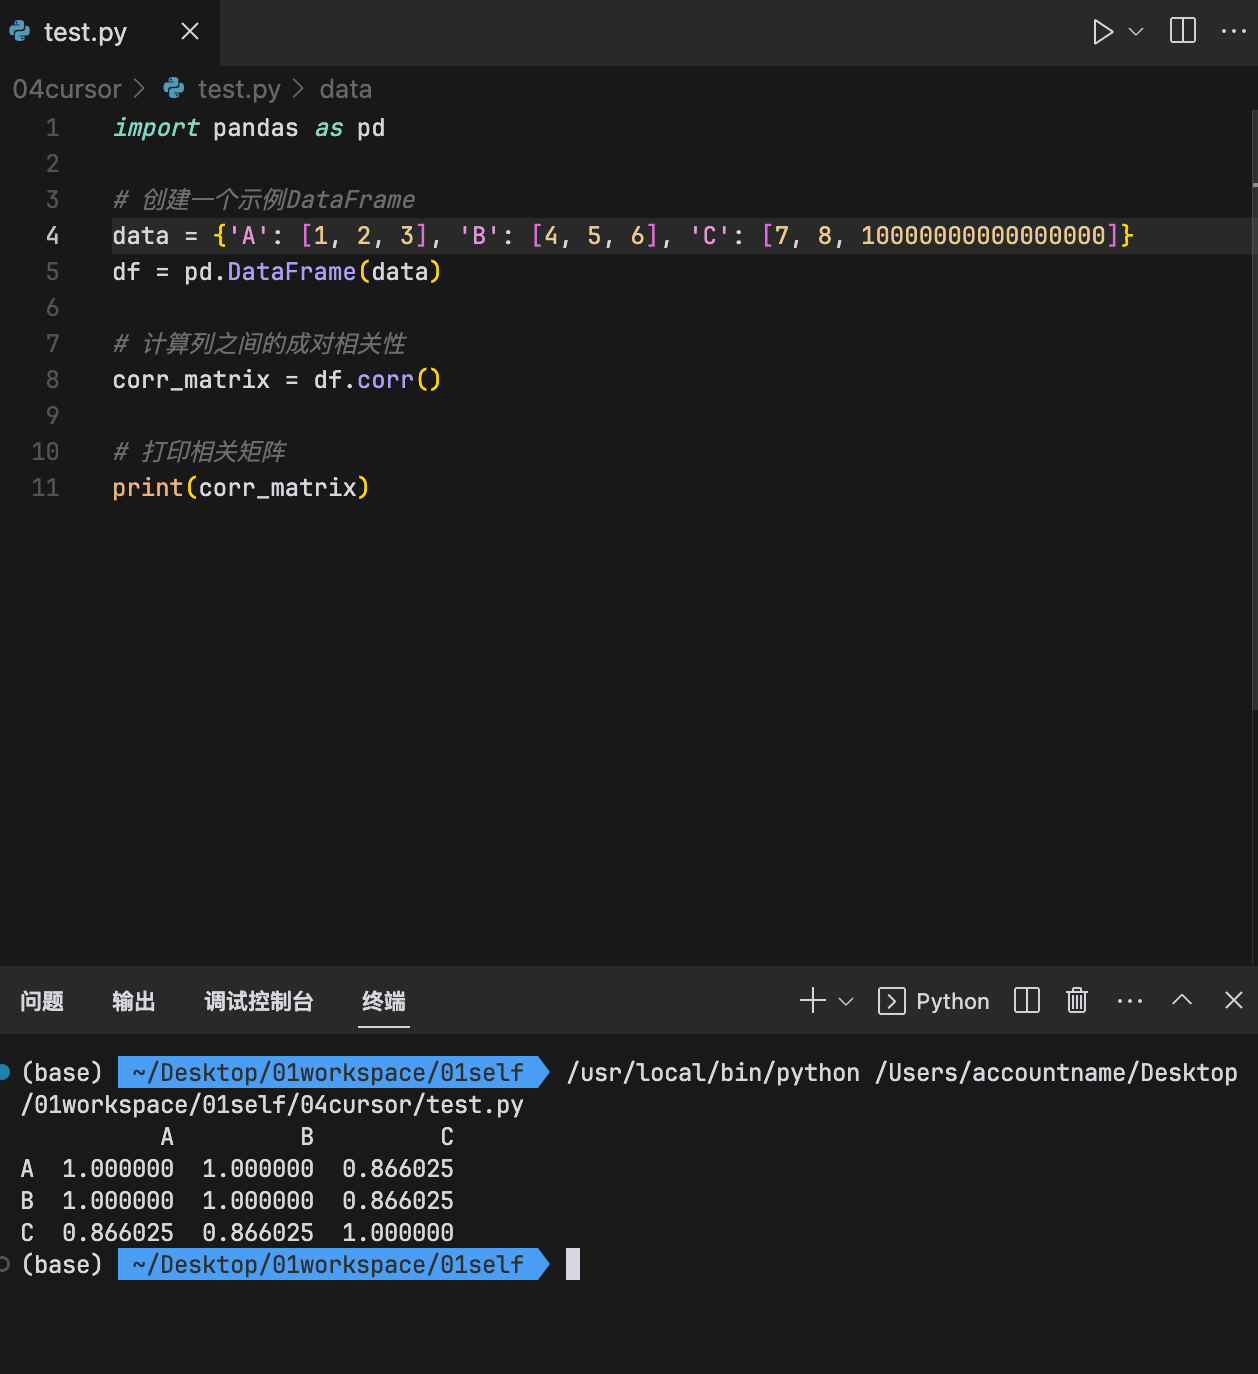 test.py
04cursor > test.py > data
1 import pandas as pd
2
3 # 创建一个示例DataFrame
4 data = {'A': [1, 2, 3], 'B': [4, 5, 6], 'C': [7, 8, 10000000000000000]}
5 df = pd.DataFrame(data)
6
7 # 计算列之间的成对相关性
8 corr_matrix = df.corr()
9
10 # 打印相关矩阵
11 print(corr_matrix)
问题 输出 调试控制台 终端 Python
(base) ~/Desktop/01workspace/01self /usr/local/bin/python /Users/accountname/Desktop
/01workspace/01self/04cursor/test.py
A B C
A 1.000000 1.000000 0.866025
B 1.000000 1.000000 0.866025
C 0.866025 0.866025 1.000000
(base) ~/Desktop/01workspace/01self